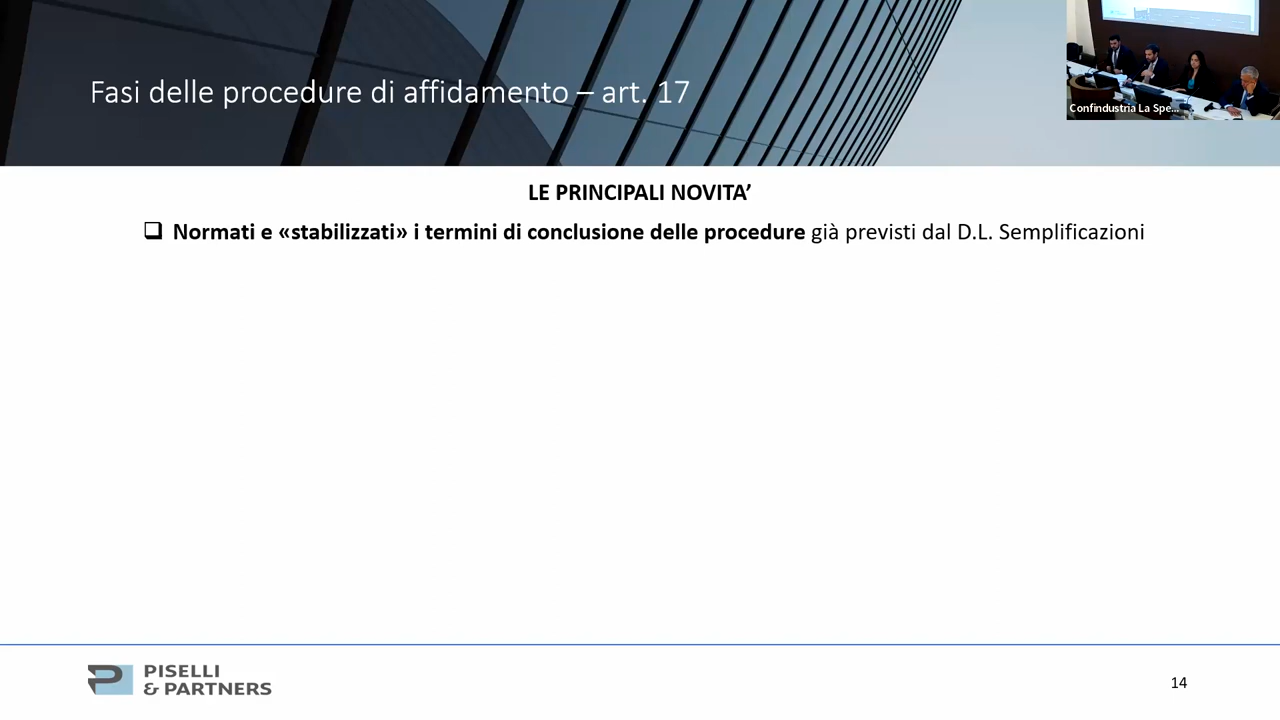 Fasi delle procedure di affidamento – art. 17
Confindustria La Spe...
LE PRINCIPALI NOVITA’
❑ Normati e «stabilizzati» i termini di conclusione delle procedure già previsti dal D.L. Semplificazioni
PISELLI
& PARTNERS
14